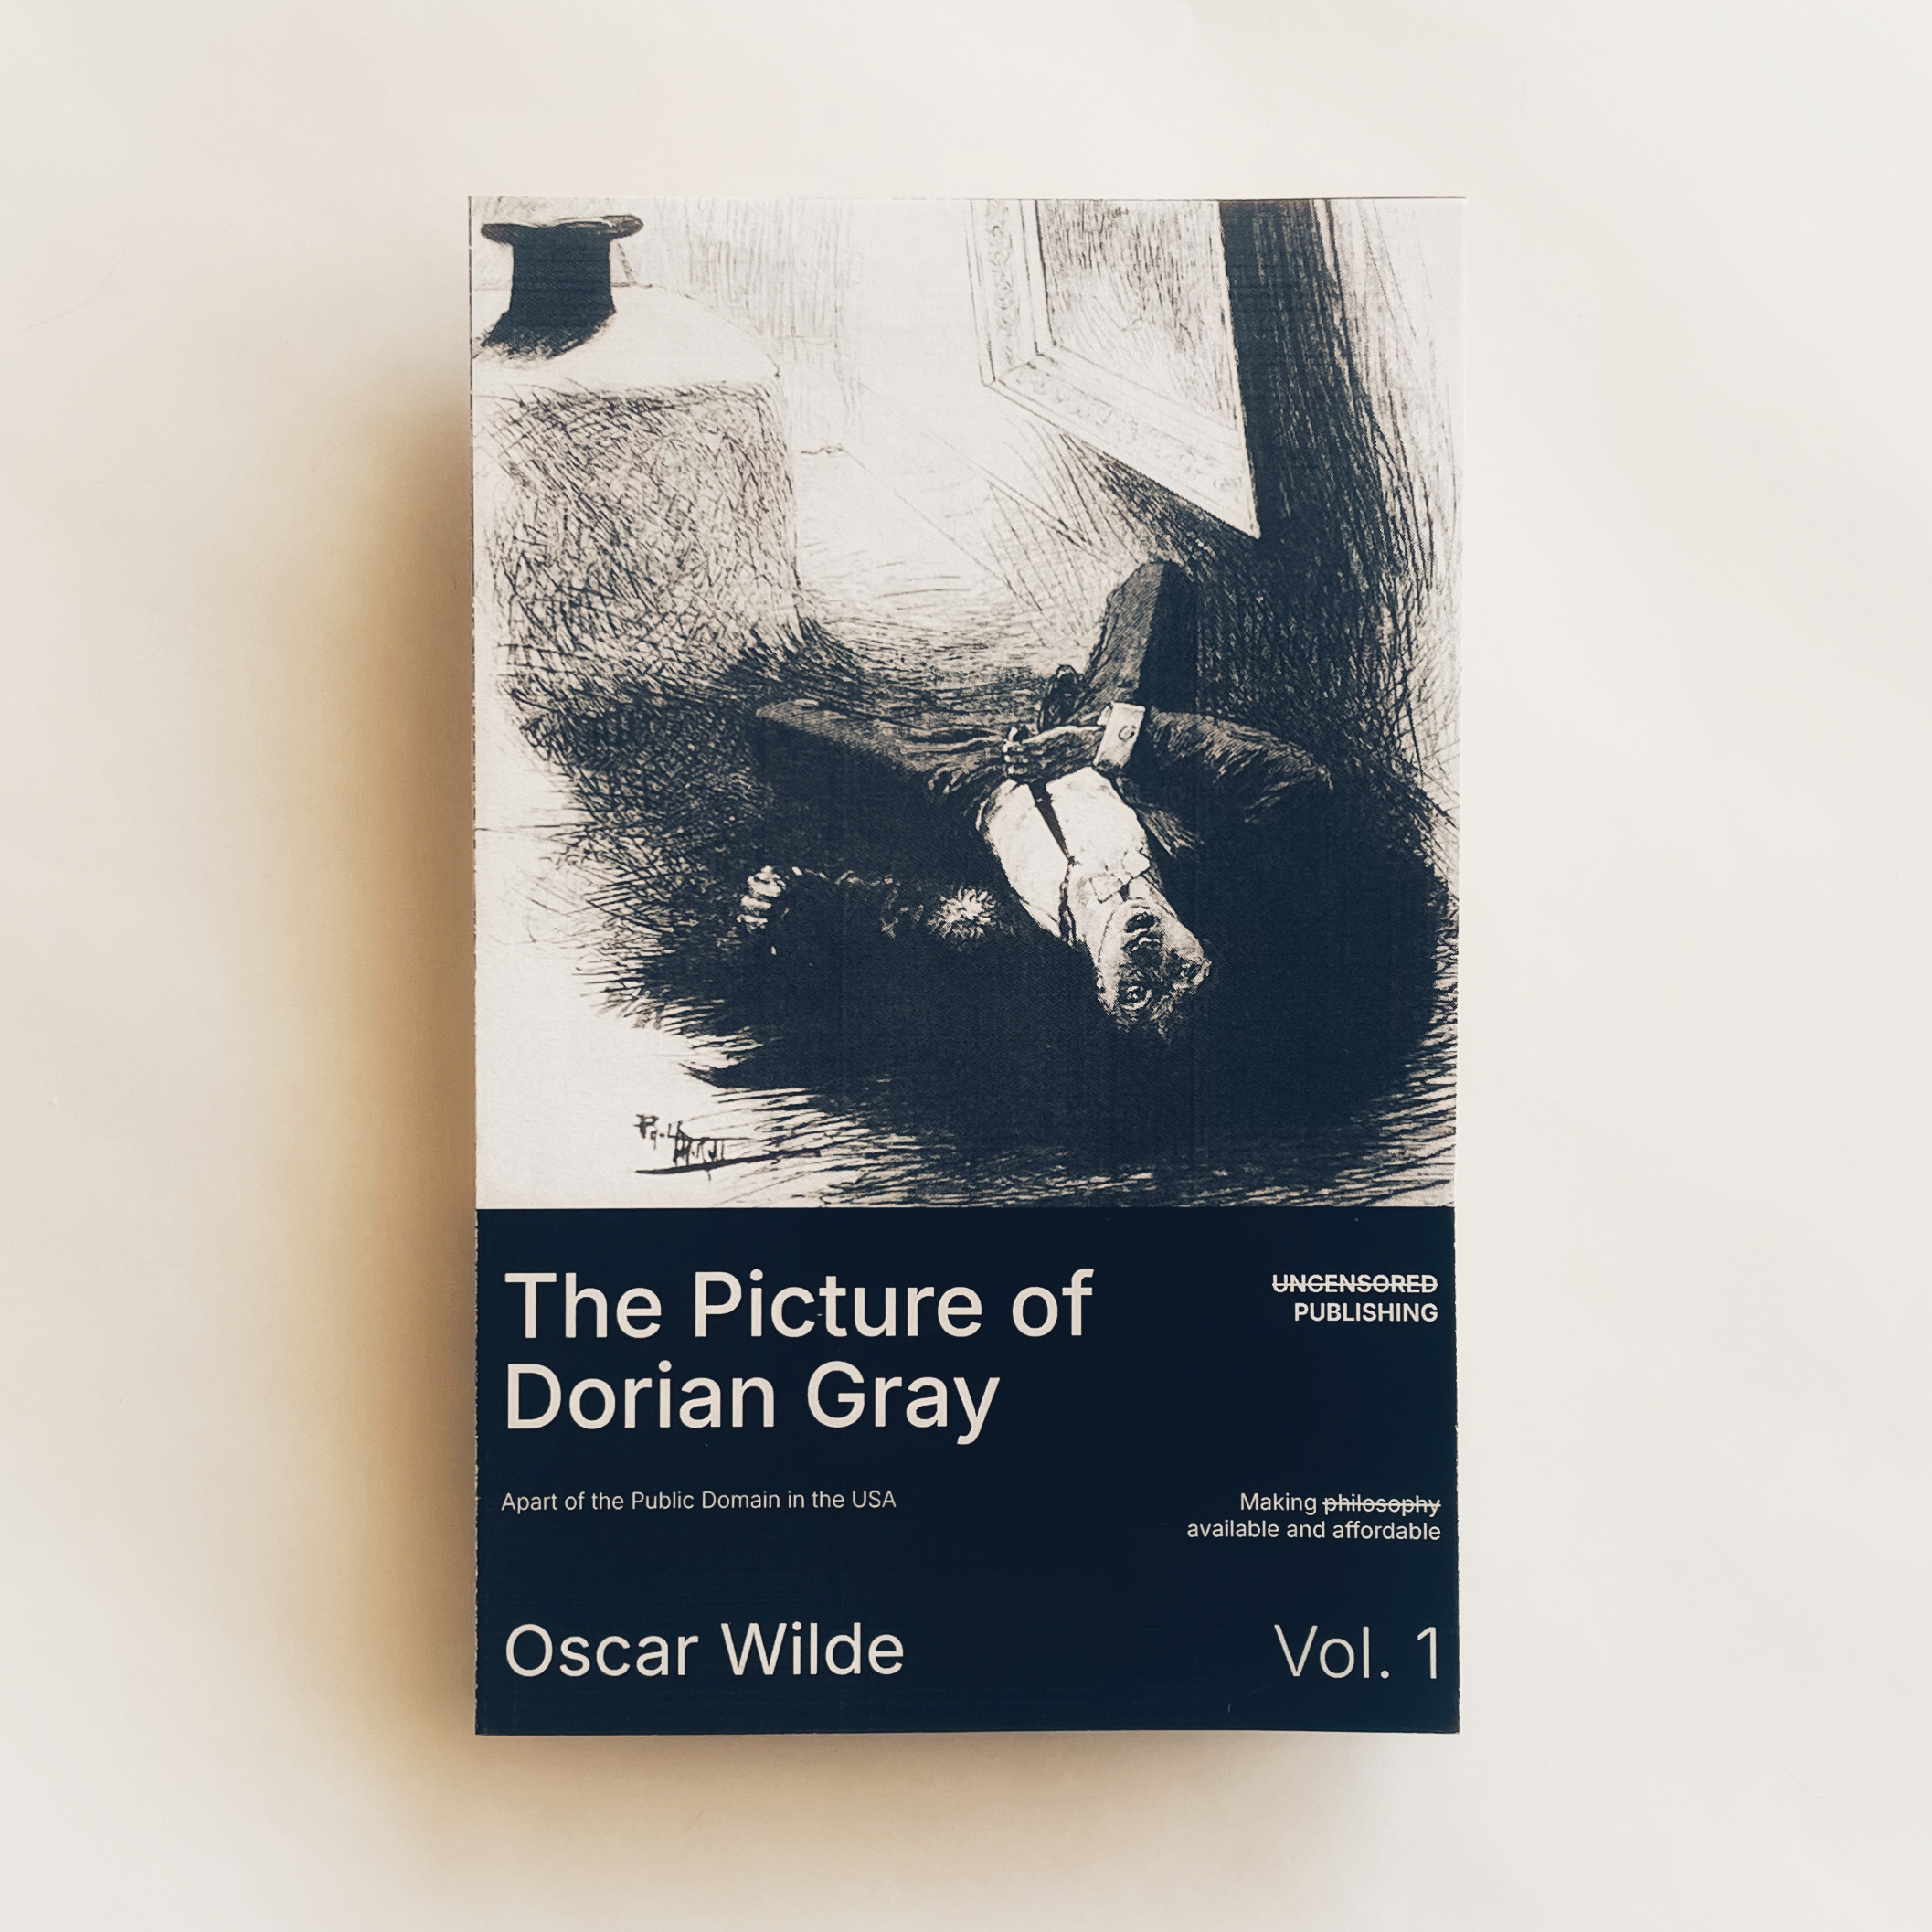 The Picture of
Dorian Gray
UNCENSORED
PUBLISHING
Apart of the Public Domain in the USA
Making philosophy
available and affordable
Oscar Wilde
Vol. 1